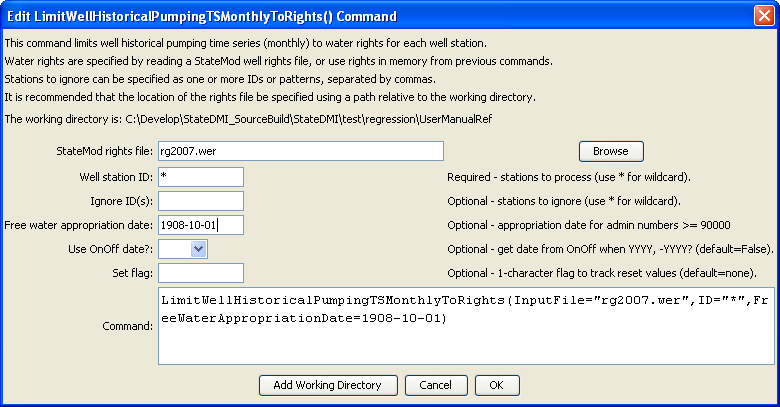 Edit LimitWellHistoricalPumpingTSMonthlyToRights() Command
This command limits well historical pumping time series (monthly) to water rights for each well station.
Water rights are specified by reading a StateMod well rights file, or use rights in memory from previous commands.
Stations to ignore can be specified as one or more IDs or patterns, separated by commas.
It is recommended that the location of the rights file be specified using a path relative to the working directory.
The working directory is: C:\Develop\StateDMI_SourceBuild\StateDMI\test\regression\UserManualRef
StateMod rights file: rg2007.wer Browse
Well station ID: * Required - stations to process (use * for wildcard).
Ignore ID(s): Optional - stations to ignore (use * for wildcard).
Free water appropriation date: 1908-10-01 Optional - appropriation date for admin numbers >= 90000
Use OnOff date?: Optional - get date from OnOff when YYYY, -YYYY? (default=False).
Set flag: Optional - 1-character flag to track reset values (default=none).
LimitWellHistoricalPumpingTSMonthlyToRights(InputFile="rg2007.wer",ID="*",Fr
eeWaterAppropriationDate=1908-10-01)
Command:
Add Working Directory Cancel OK